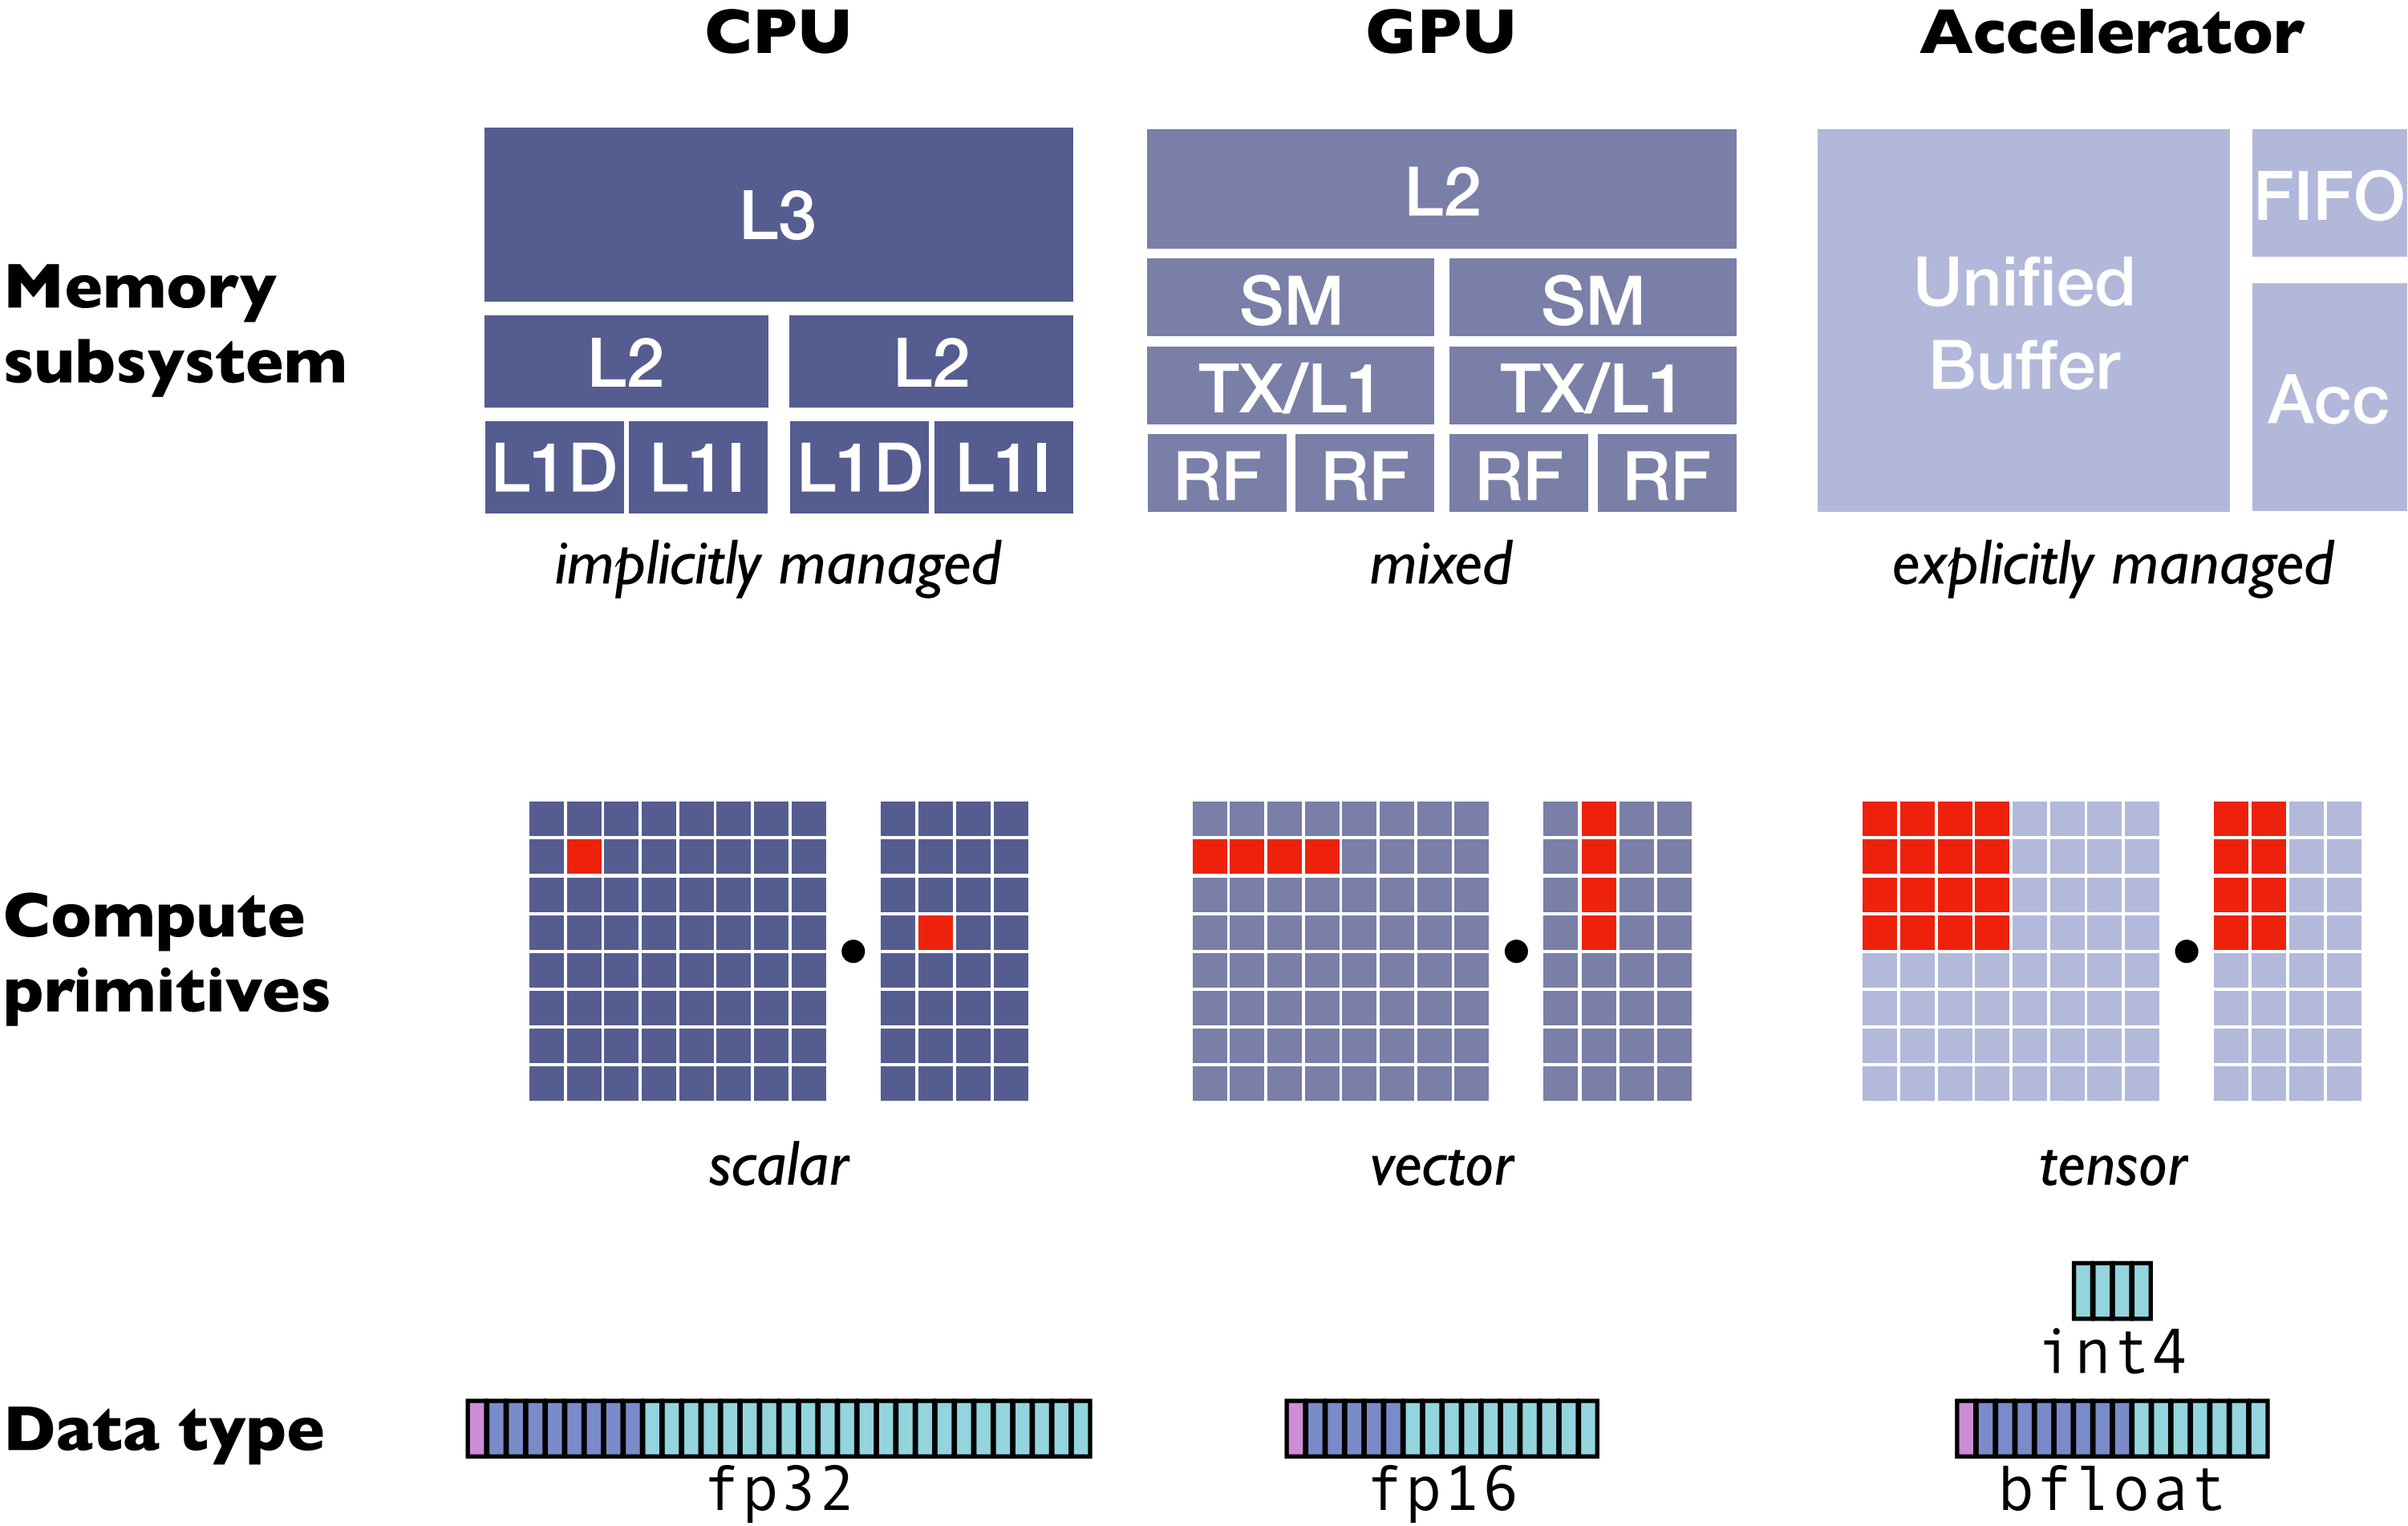 CPU
GPU
Accelerator
Memory
subsystem
L3
L2
L2
L1D
L1I
L1D
L1I
implicitly managed
L2
SM
SM
TX/L1
TX/L1
RF
RF
RF
RF
mixed
Unified
Buffer
FIFO
Acc
explicitly managed
Compute
primitives
scalar
vector
tensor
Data type
fp32
fp16
int4
bfloat